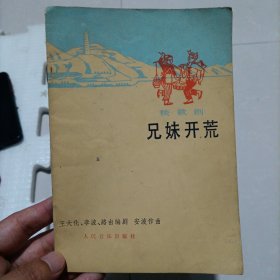 秧歌剧
兄妹开荒
王大化、李波、路由编剧 安波作曲
人民音乐出版社